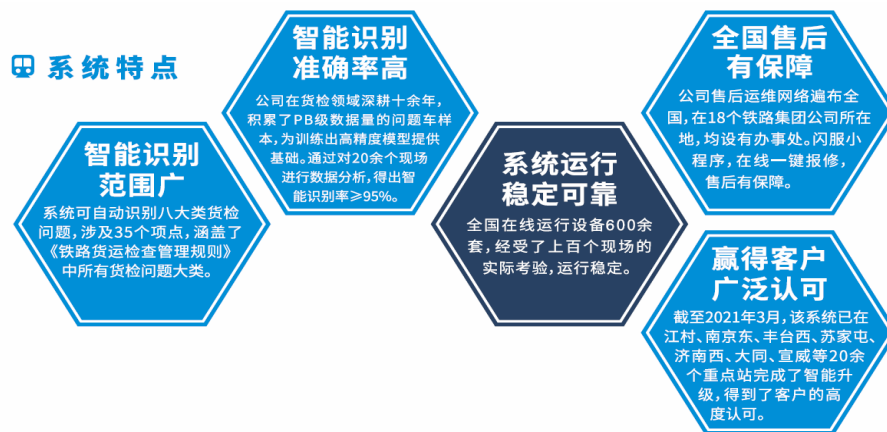 系统特点
智能识别
范围广
系统可自动识别八大类货检
问题,涉及35个项点,涵盖了
《铁路货运检查管理规则》
中所有货检问题大类。
智能识别
准确率高
公司在货检领域深耕十余年,
积累了PB级数据量的问题车样
本,为训练出高精度模型提供
基础。通过对20余个现场
进行数据分析,得出智
能识别率≥95%。
系统运行
稳定可靠
全国在线运行设备600余
套,经受了上百个现场的
实际考验,运行稳定。
全国售后
有保障
公司售后运维网络遍布全
国,在18个铁路集团公司所在
地,均设有办事处。闪服小
程序,在线一键报修,
售后有保障。
赢得客户
广泛认可
截至2021年3月,该系统已在
江村、南京东、丰台西、苏家屯、
济南西、大同、宣威等20余
个重点站完成了智能升
级,得到了客户的高
度认可。